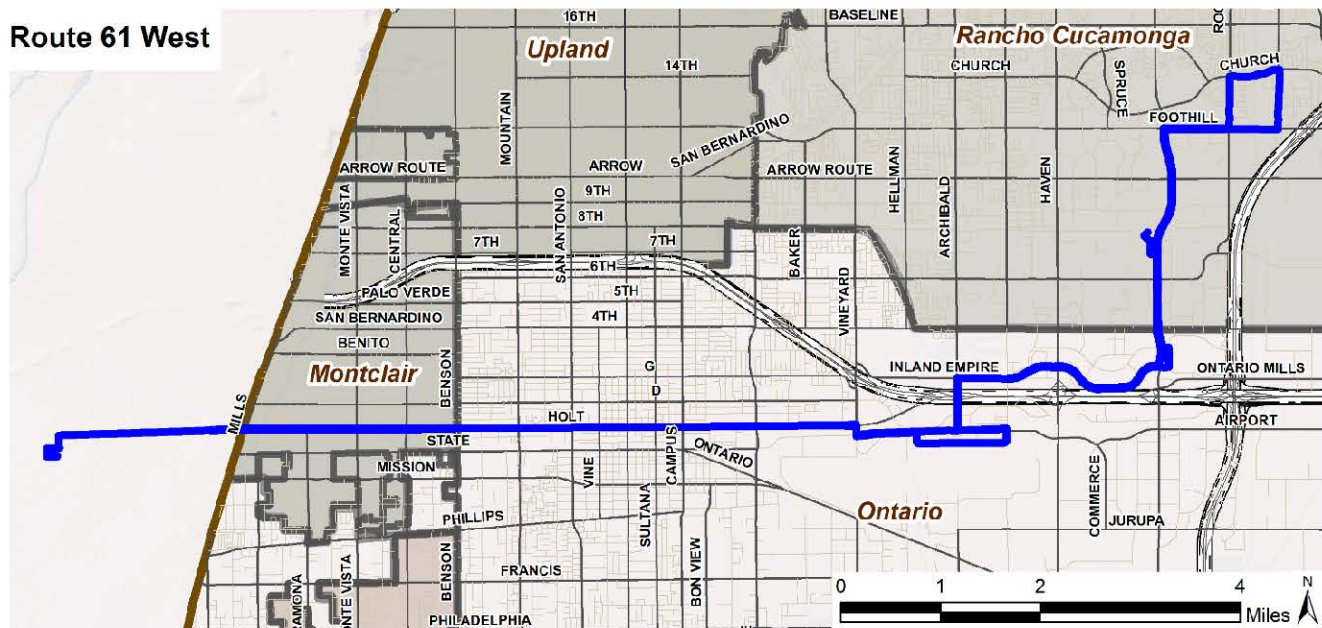 Route 61 West
16TH
BASELINE
Upland
Rancho Cucamonga
14TH
CHURCH
SPRUCE
CHURCH
MOUNTAIN
FOOTHILL
SAN BERNARDINO
ARROW ROUTE
ARROW
ARROW ROUTE
HELLMAN
ARCHIBALD
HAVEN
9TH
8TH
MONTE VISTA
CENTRAL
SAN ANTONIO
7TH
7TH
BAKER
6TH
PALO VERDE
5TH
VINEYARD
SAN BERNARDINO
4TH
BENITO
Montclair
BENSON
G
INLAND EMPIRE
ONTARIO MILLS
D
MILLS
HOLT
AIRPORT
STATE
CAMPUS
MISSION
VINE
ONTARIO
SULTANA
Ontario
COMMERCE
PHILLIPS
JURUPA
FRANCIS
BENSON
BON VIEW
PHILADELPHIA
0 1 2 4
Miles
N